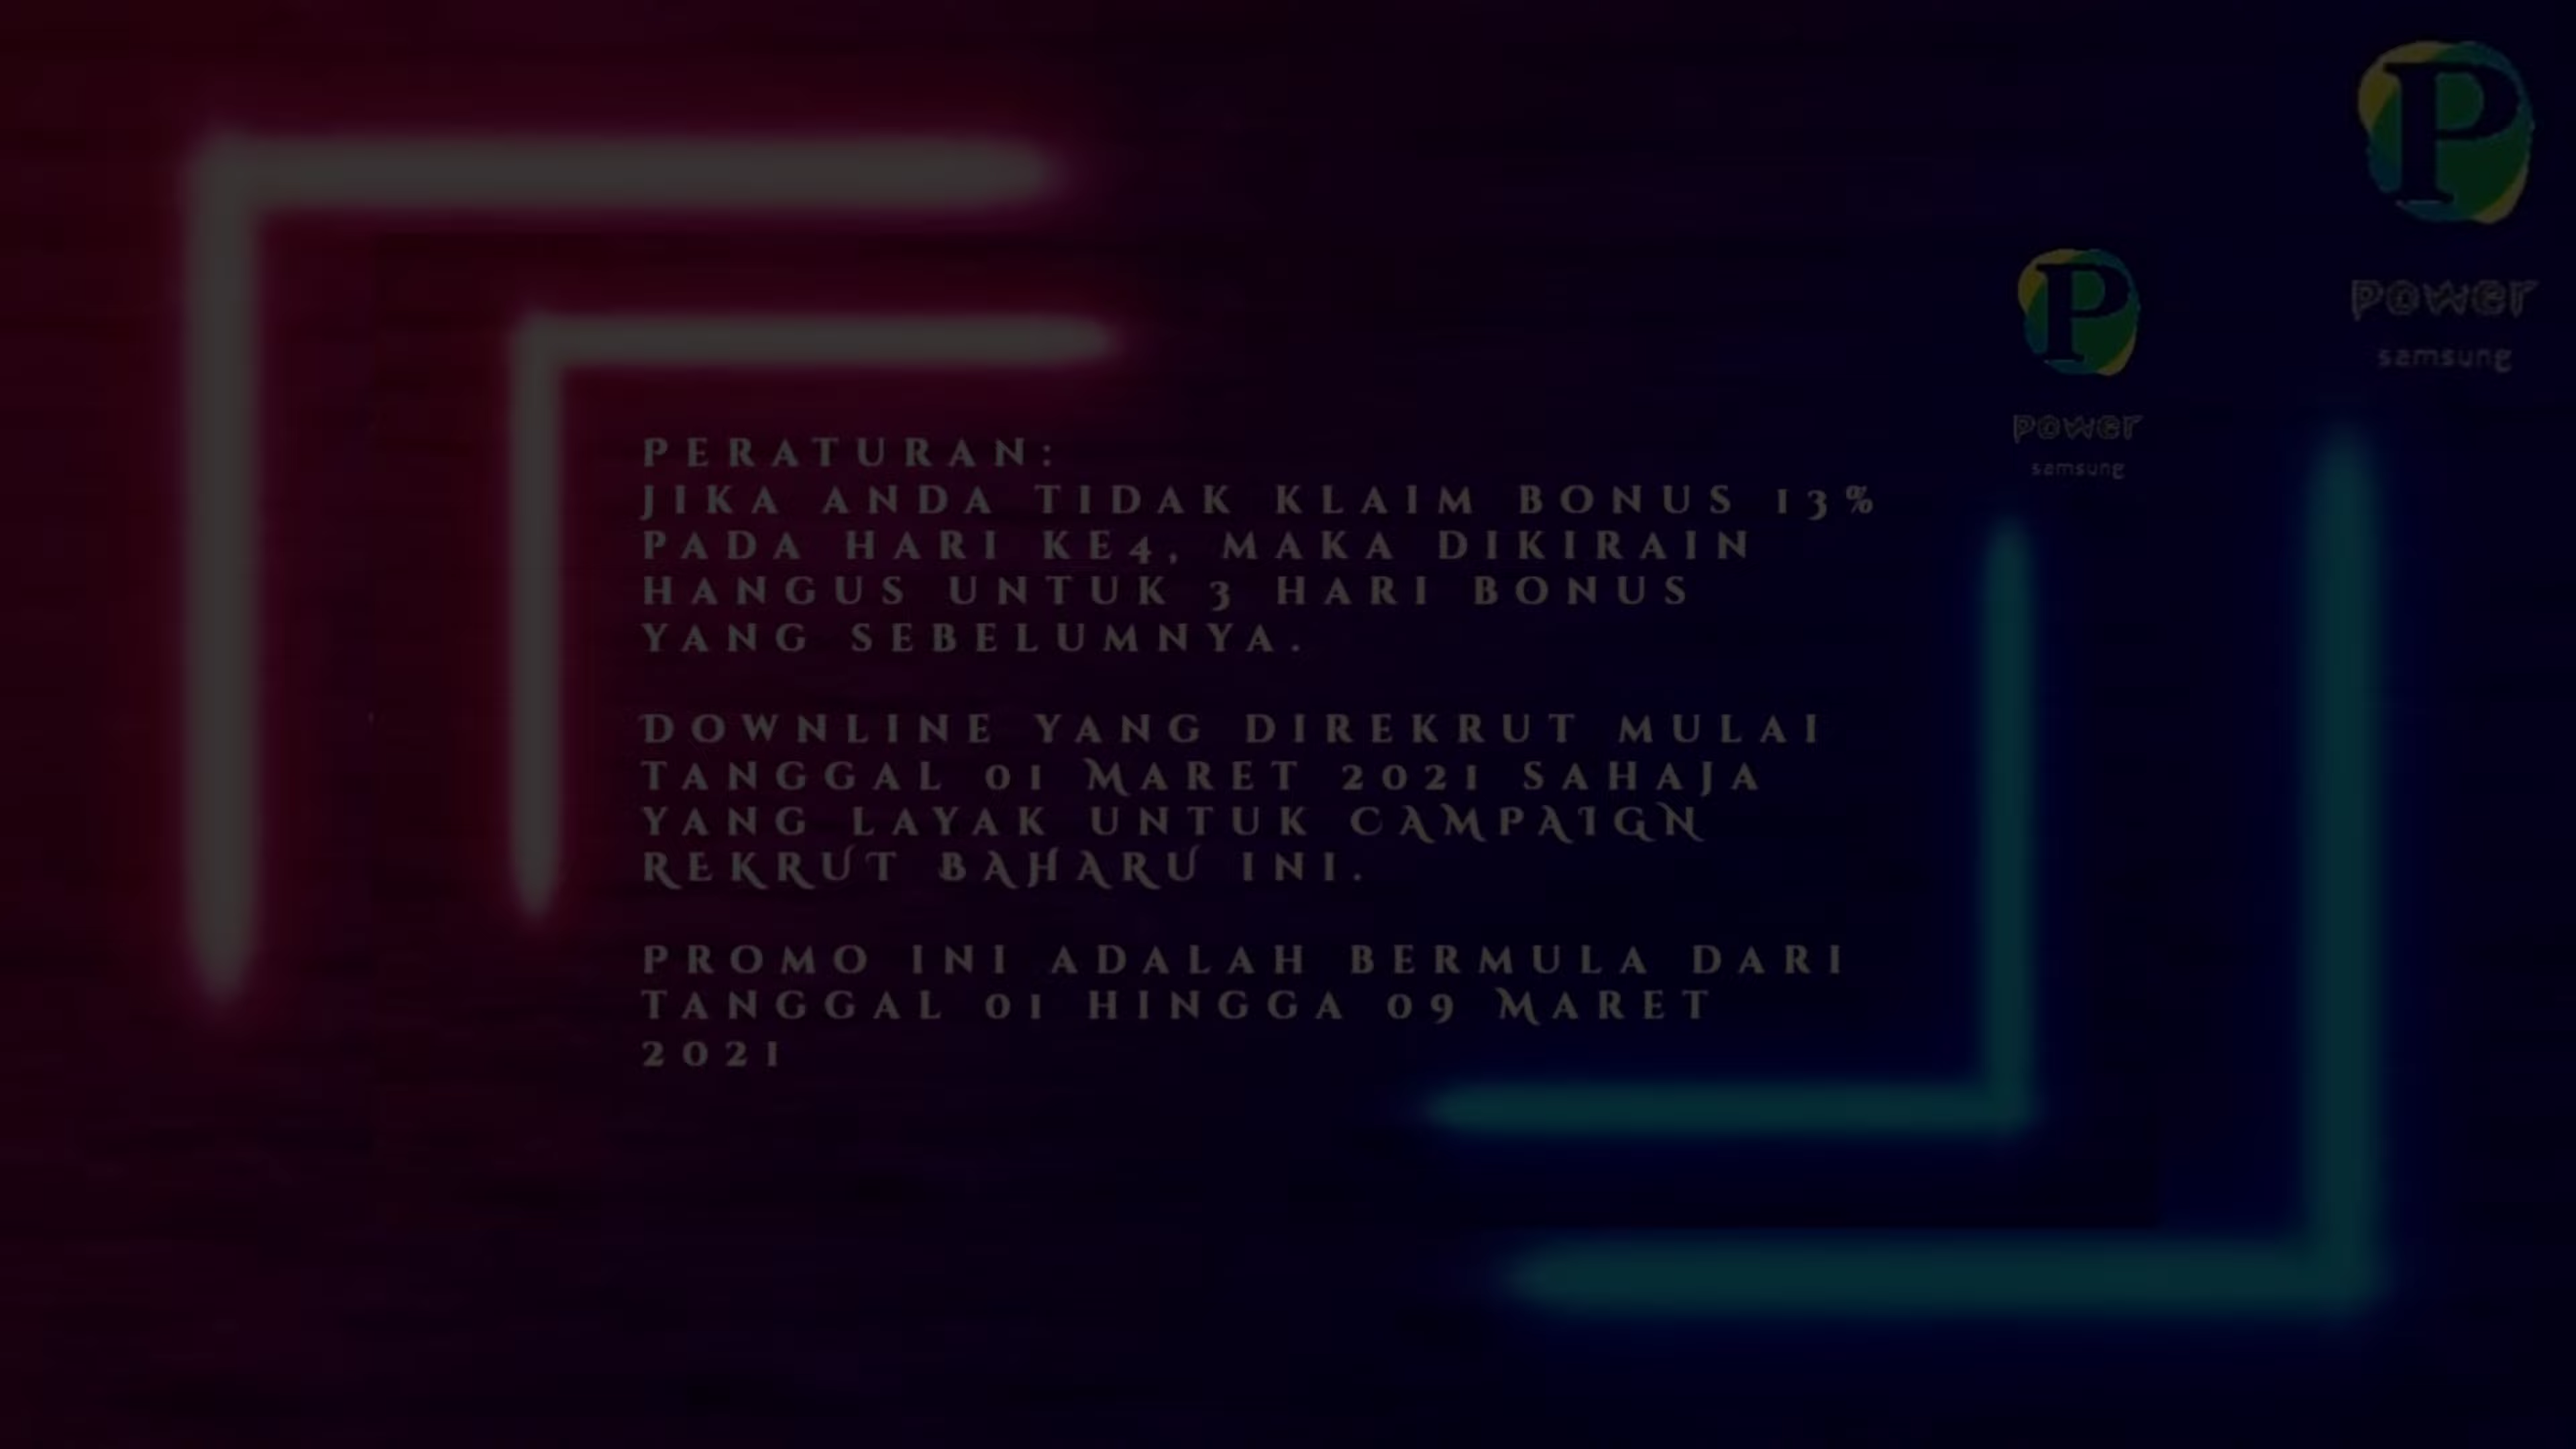 P
power
samsung
P
power
samsung
PERATURAN:
JIKA ANDA TIDAK KLAIM BONUS 13%
PADA HARI KE4, MAKA DIKIRAIN
HANGUS UNTUK 3 HARI BONUS
YANG SEBELUMNYA.
DOWNLINE YANG DIREKRUT MULAI
TANGGAL 01 MARET 2021 SAHAJA
YANG LAYAK UNTUK CAMPAIGN
REKRUT BAHARU INI.
PROMO INI ADALAH BERMULA DARI
TANGGAL 01 HINGGA 09 MARET
2021